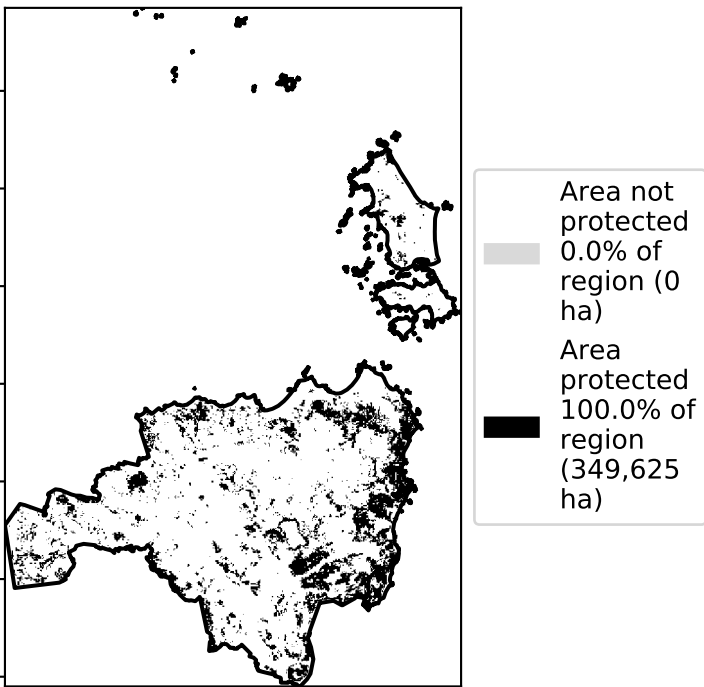 Area not
protected
0.0% of
region (0
ha)
Area
protected
100.0% of
region
(349,625
ha)